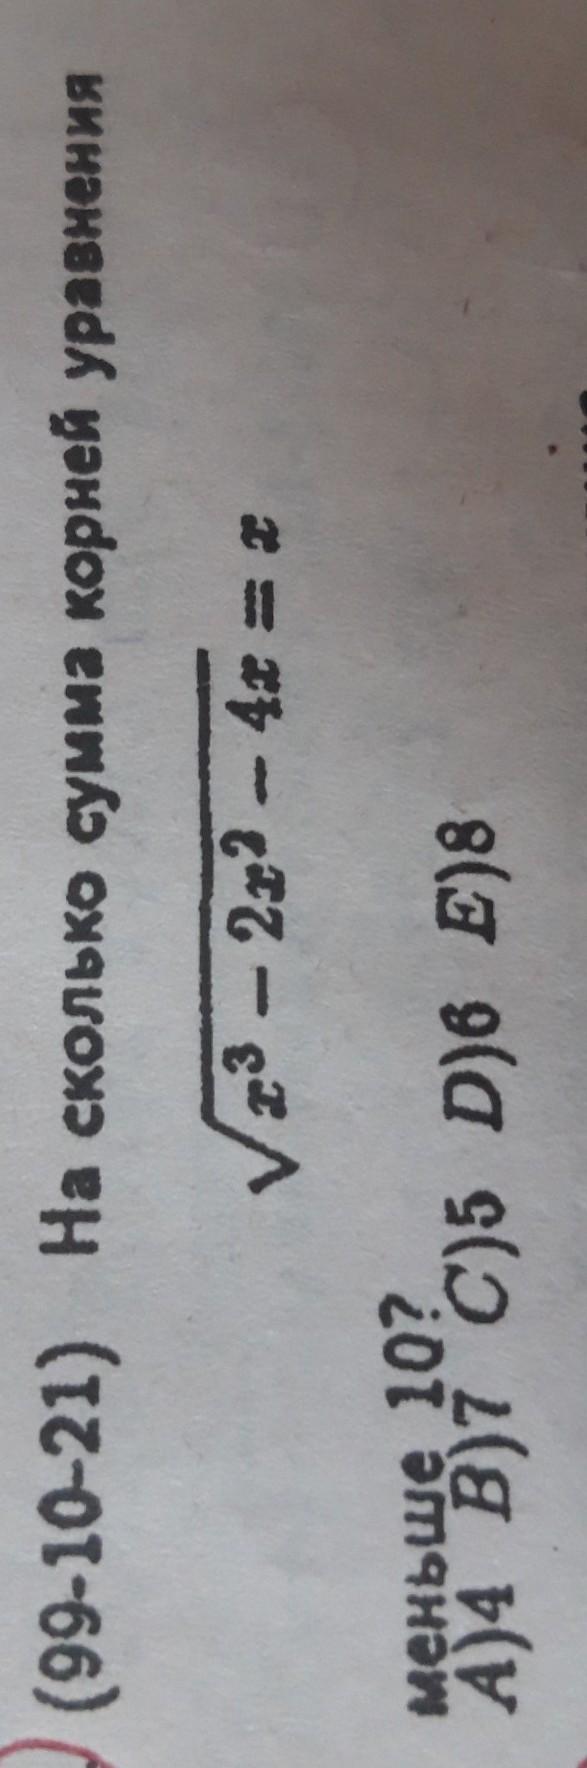 (99-10-21) На сколько сумма корней уравнения
√x³ − 2x² − 4x = x
меньше 10?
A)4 B)7 C)5 D)6 E)8